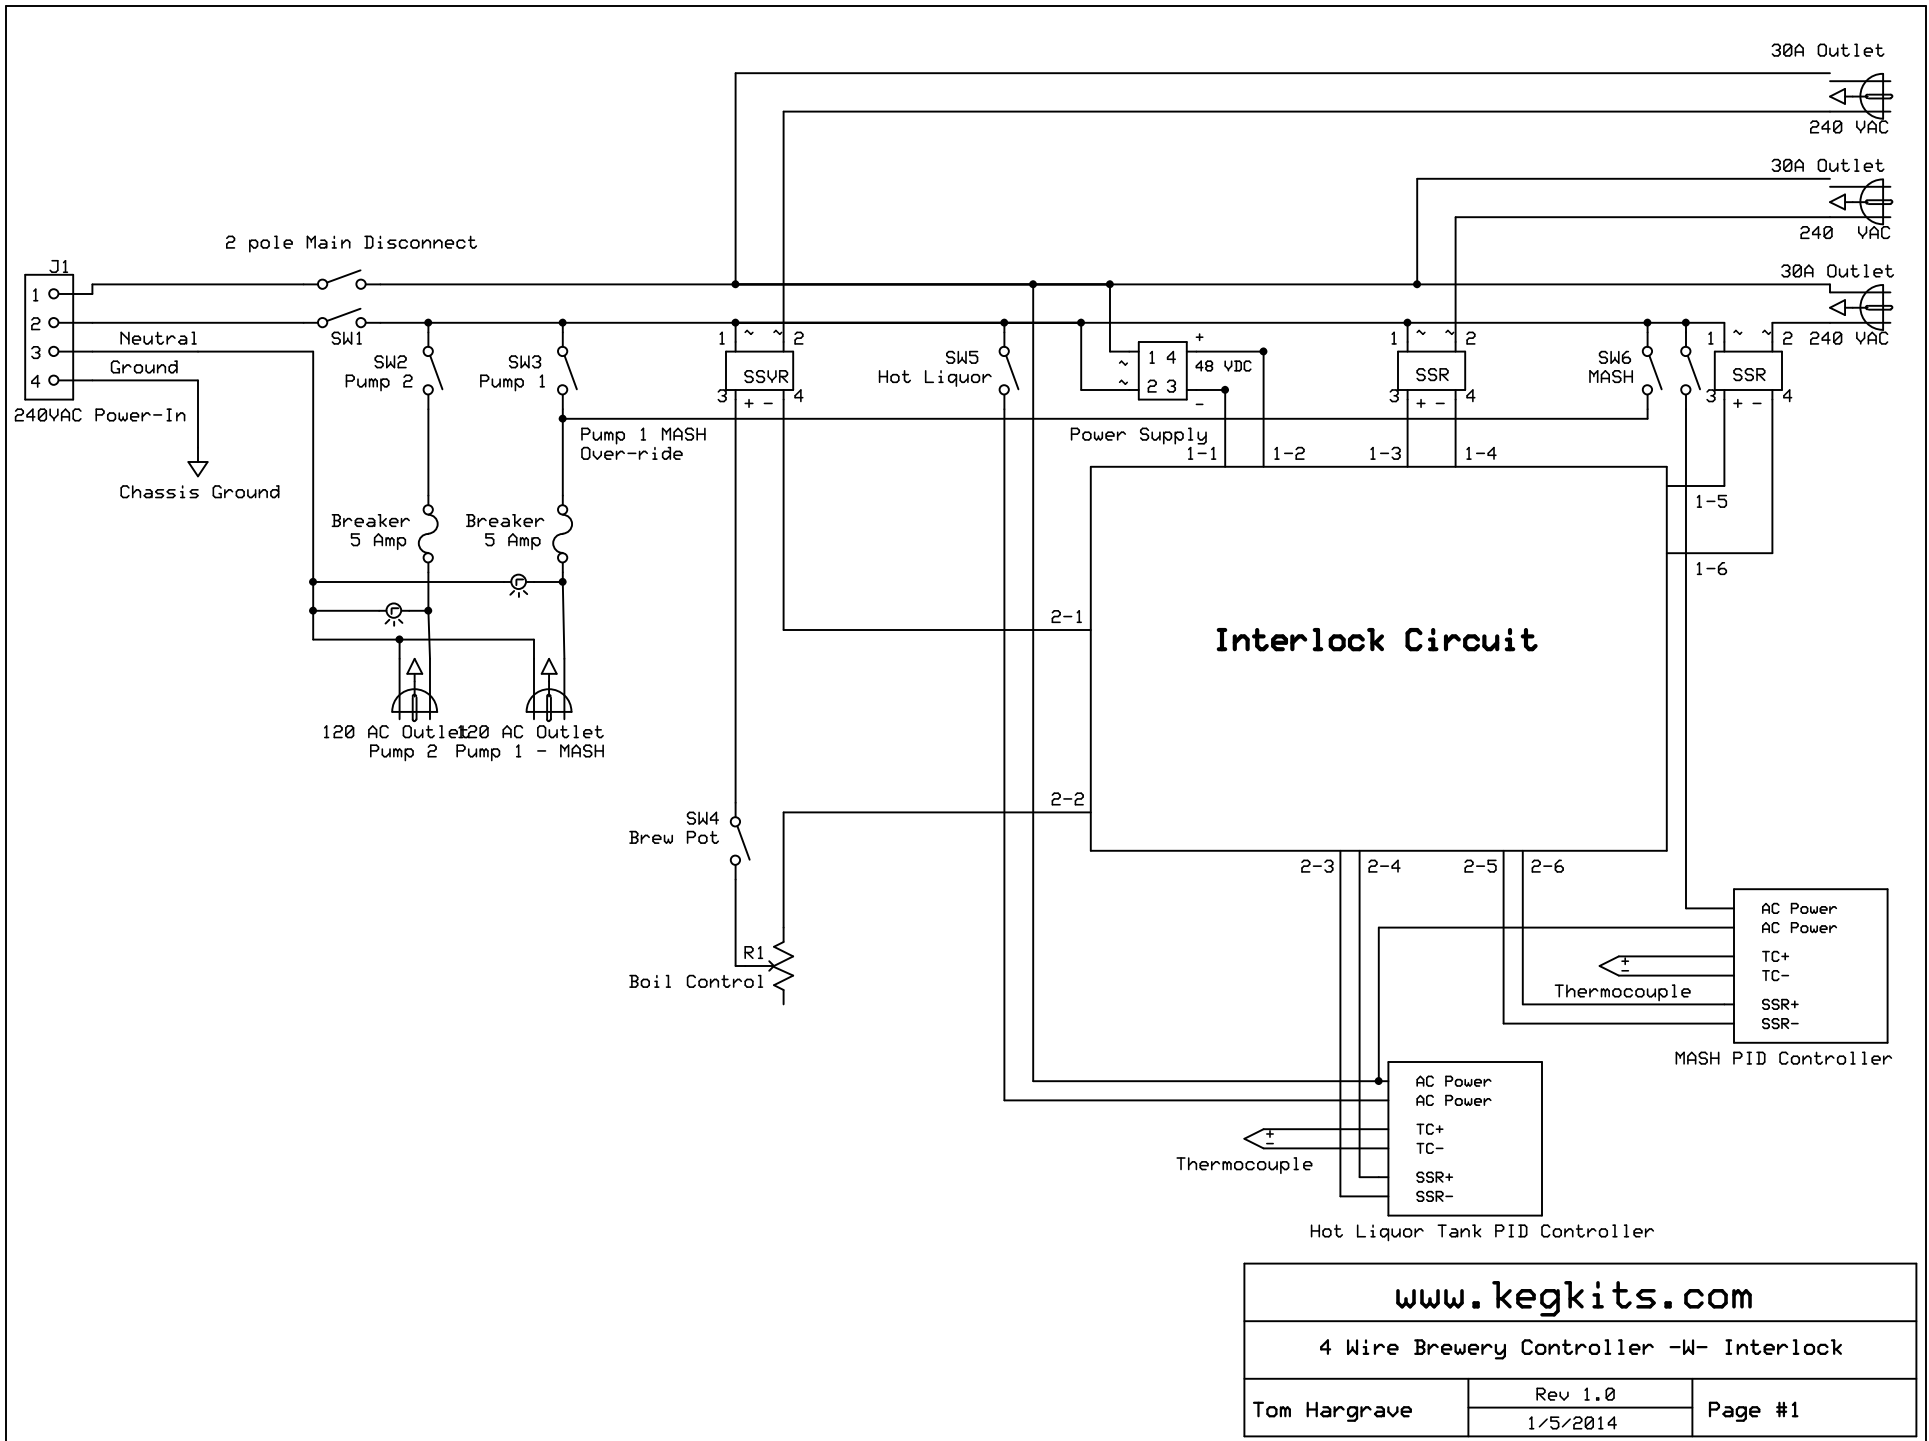 30A Outlet
240 VAC
30A Outlet
240 VAC
2 pole Main Disconnect
J1
30A Outlet
1
2
SW1
Neutral
3
Ground
4
240VAC Power-In
Chassis Ground
SW2
Pump 2
SW3
Pump 1
1 ~ 2
SSVR
3 + - 4
SW5
Hot Liquor
~
~
1 4
2 3
+
48 VDC
-
Power Supply
1 ~ 2
SSR
3 + - 4
SW6
MASH
1 ~ 2
240 VAC
SSR
3 + - 4
Pump 1 MASH
Over-ride
1-1
1-2
1-3
1-4
1-5
1-6
Breaker
5 Amp
Breaker
5 Amp
2-1
Interlock Circuit
120 AC Outlet
Pump 2
120 AC Outlet
Pump 1 - MASH
2-2
SW4
Brew Pot
2-3
2-4
2-5
2-6
R1
Boil Control
AC Power
AC Power
TC+
TC-
SSR+
SSR-
+
-
Thermocouple
MASH PID Controller
AC Power
AC Power
TC+
TC-
SSR+
SSR-
+
-
Thermocouple
Hot Liquor Tank PID Controller
www.kegkits.com
4 Wire Brewery Controller -W- Interlock
Tom Hargrave
Rev 1.0
1/5/2014
Page #1